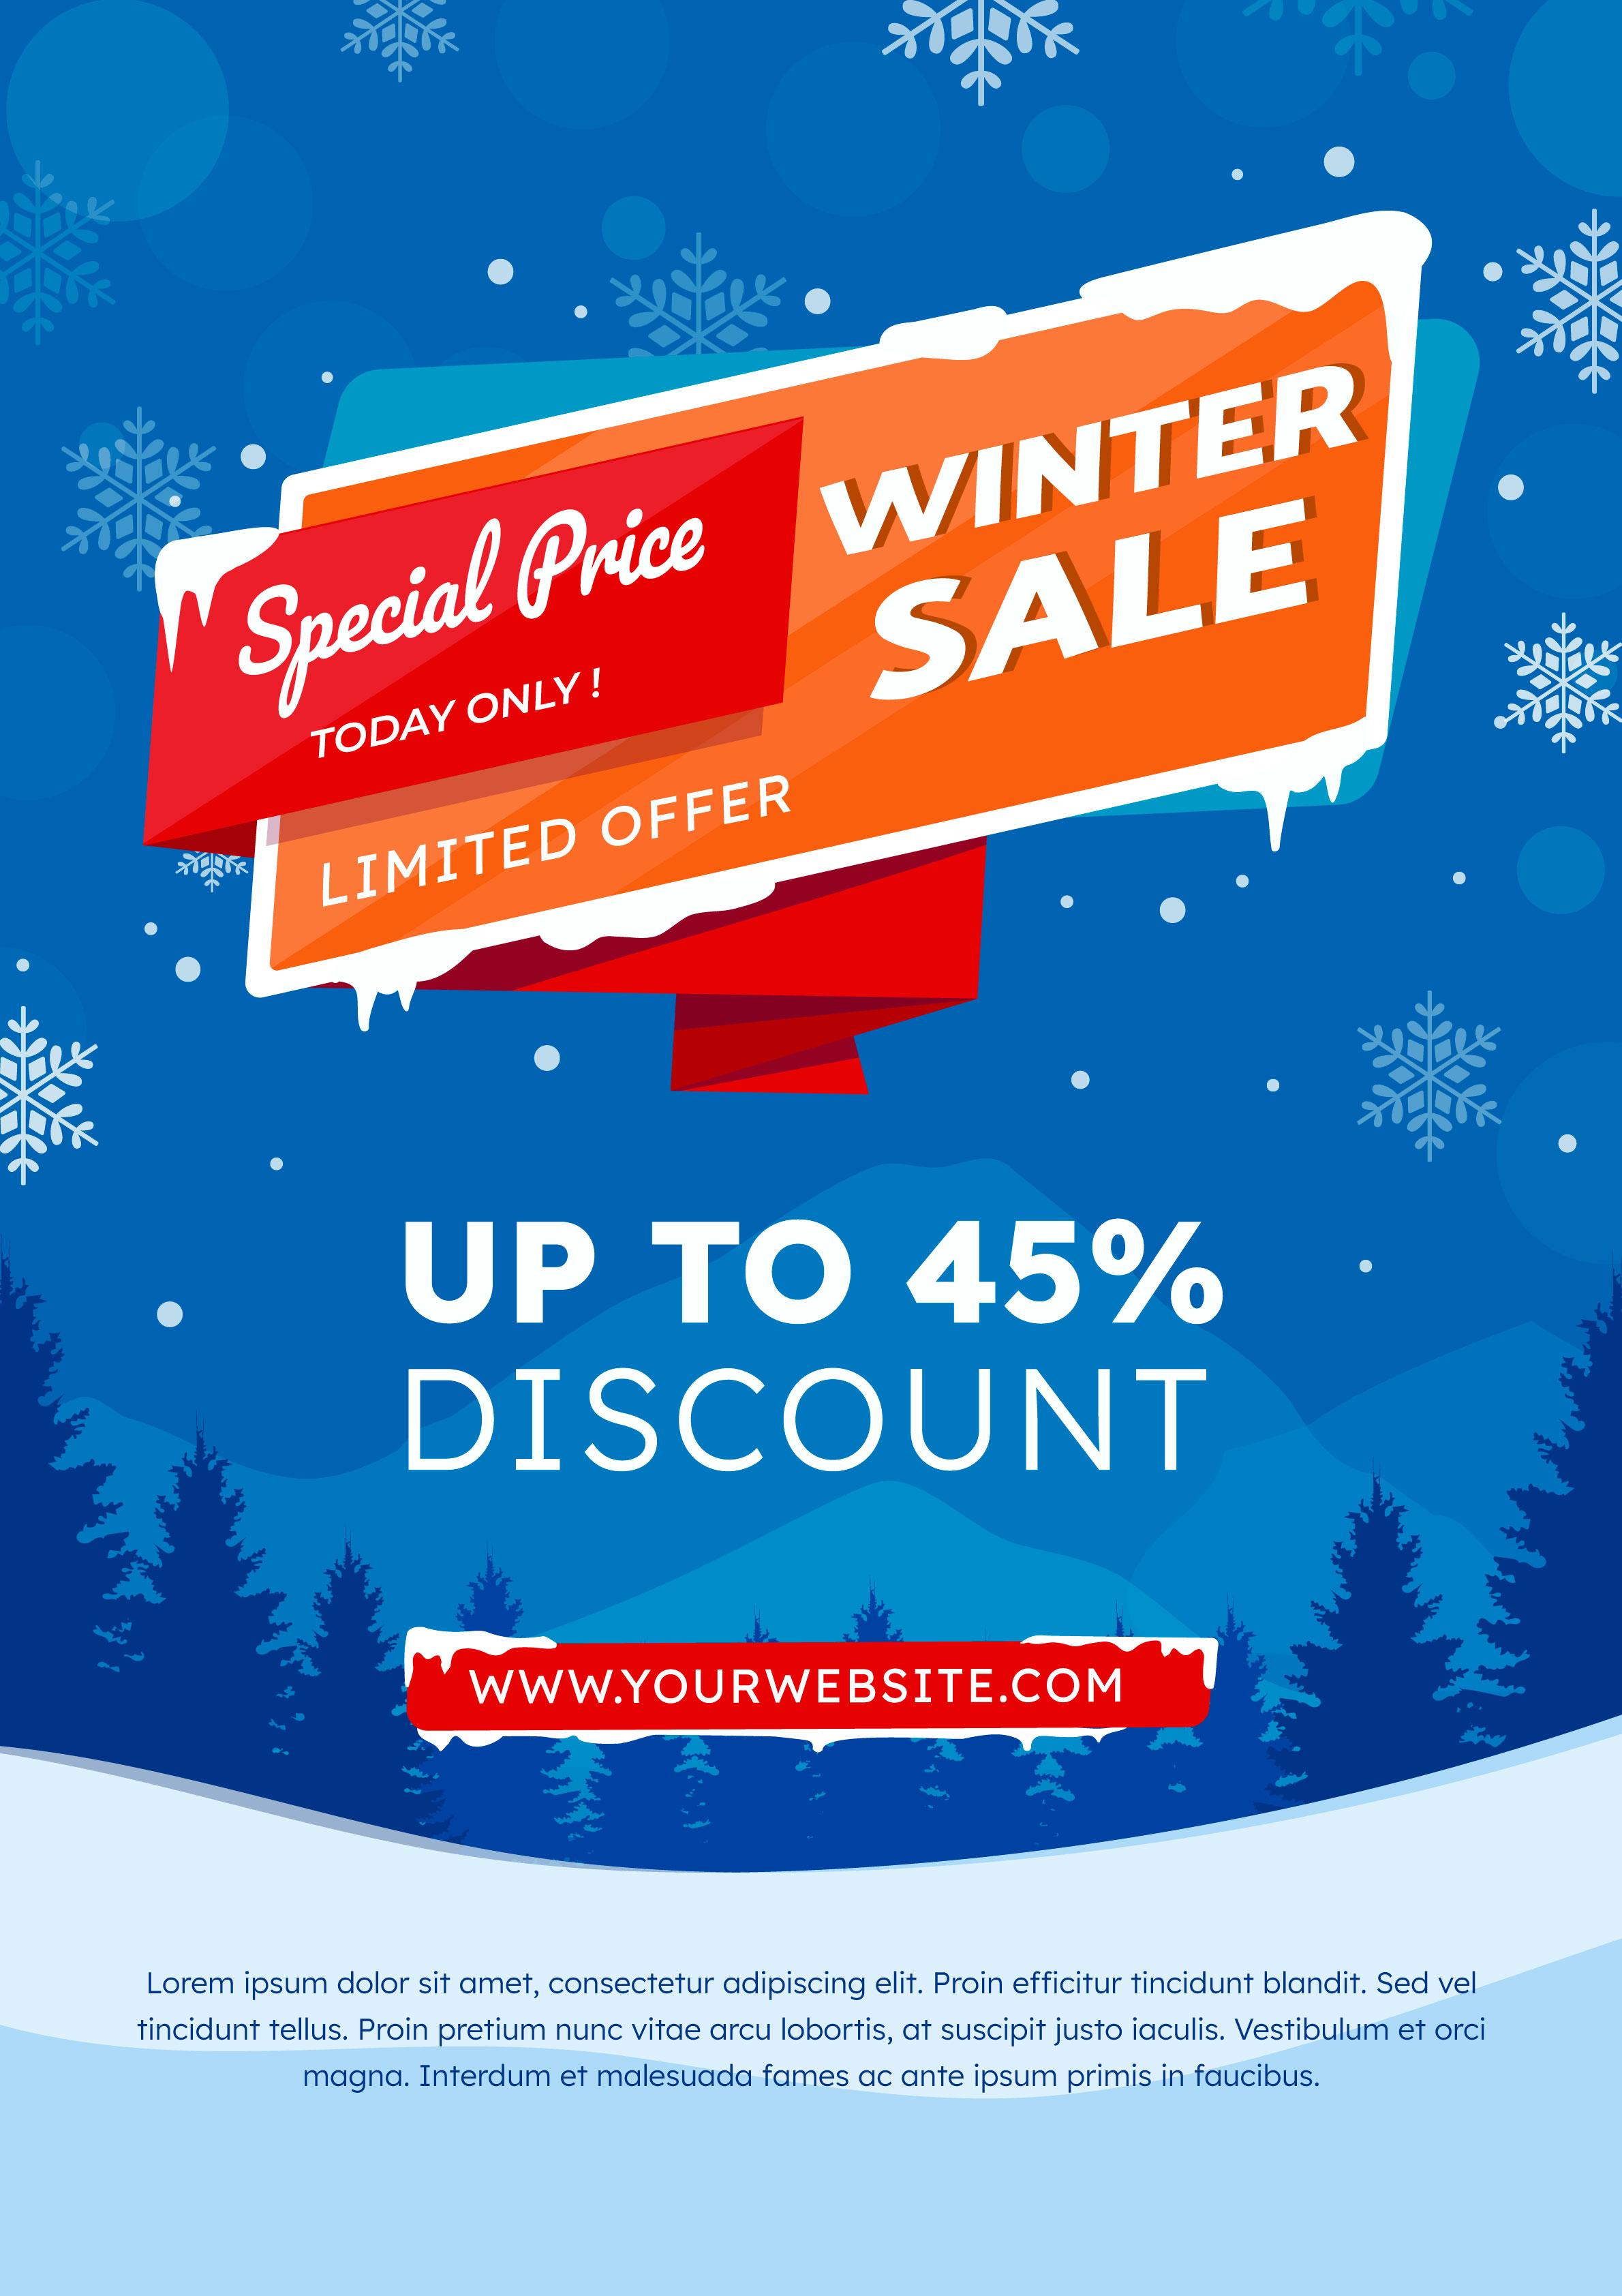 Special Price
TODAY ONLY !
LIMITED OFFER
WINTER
SALE
UP TO 45%
DISCOUNT
WWW.YOURWEBSITE.COM
Lorem ipsum dolor sit amet, consectetur adipiscing elit. Proin efficitur tincidunt blandit. Sed vel
tincidunt tellus. Proin pretium nunc vitae arcu lobortis, at suscipit justo iaculis. Vestibulum et orci
magna. Interdum et malesuada fames ac ante ipsum primis in faucibus.